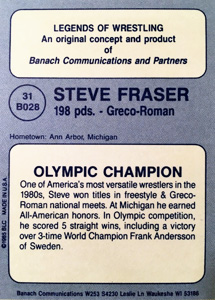 LEGENDS OF WRESTLING
An original concept and product
of
Banach Communications and Partners
31
B028
STEVE FRASER
198 pds. - Greco-Roman
Hometown: Ann Arbor, Michigan
OLYMPIC CHAMPION
One of America's most versatile wrestlers in the
1980s, Steve won titles in freestyle & Greco-
Roman national meets. At Michigan he earned
All-American honors. In Olympic competition,
he scored 5 straight wins, including a victory
over 3-time World Champion Frank Andersson
of Sweden.
©1985 BLC MADE IN U.S.A.
Banach Communications W253 S4230 Leslie Ln Waukesha WI 53186